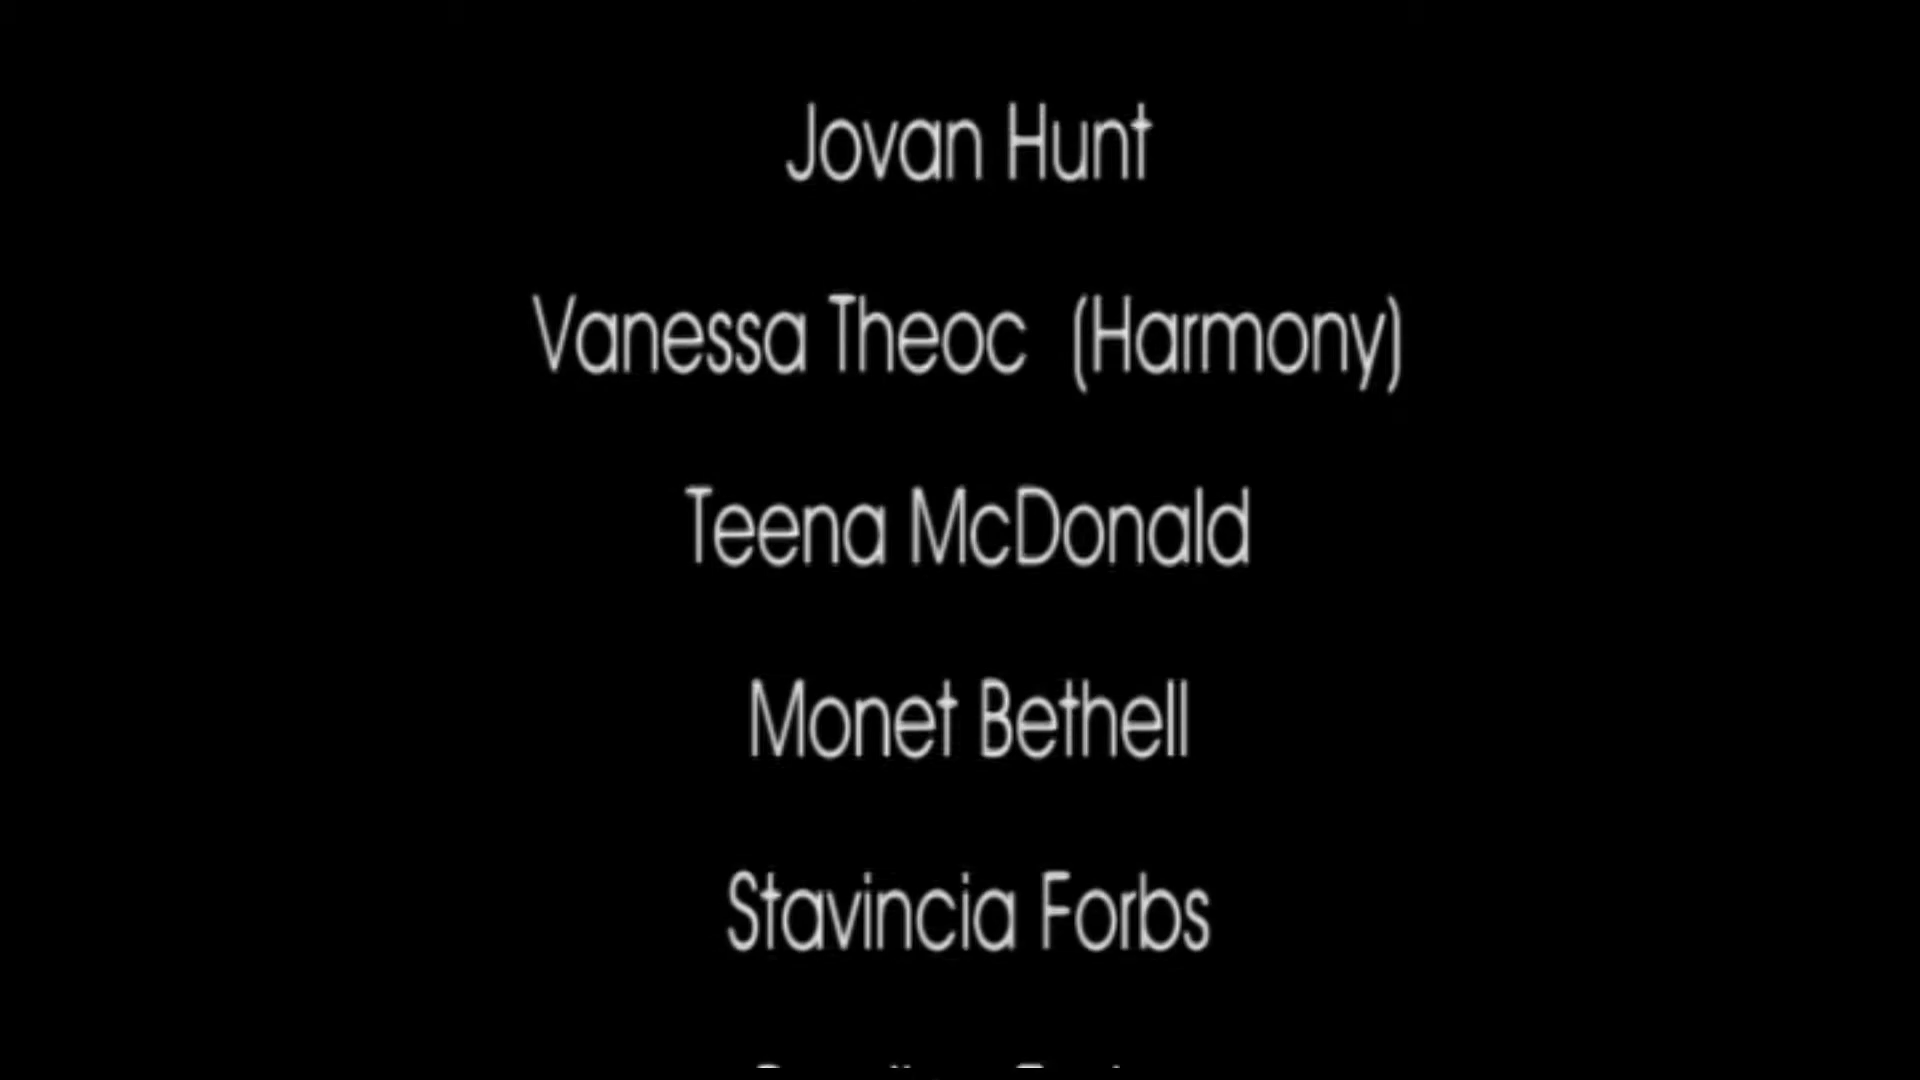 Jovan Hunt
Vanessa Theoc (Harmony)
Teena McDonald
Monet Bethell
Stavincia Forbs